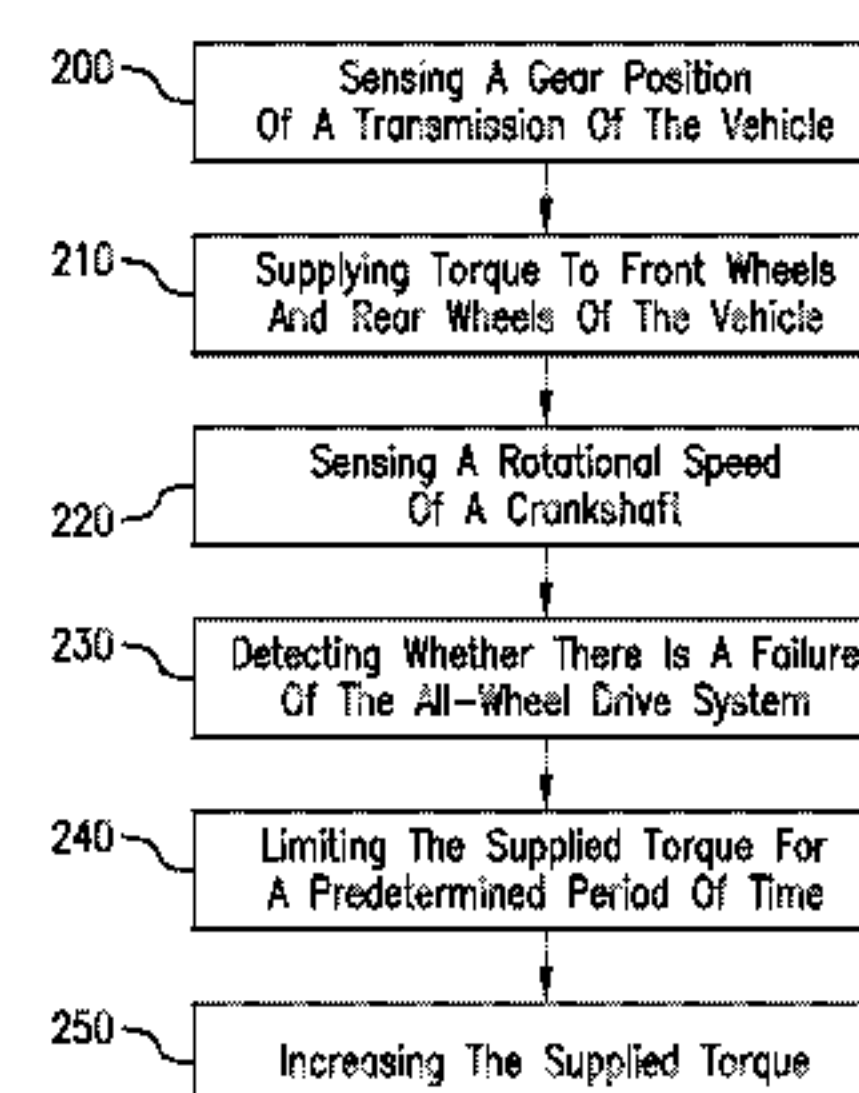 200
Sensing A Gear Position
Of A Transmission Of The Vehicle
210
Supplying Torque To Front Wheels
And Rear Wheels Of The Vehicle
220
Sensing A Rotational Speed
Of A Crankshaft
230
Detecting Whether There Is A Failure
Of The All-Wheel Drive System
240
Limiting The Supplied Torque For
A Predetermined Period Of Time
250
Increasing The Supplied Torque